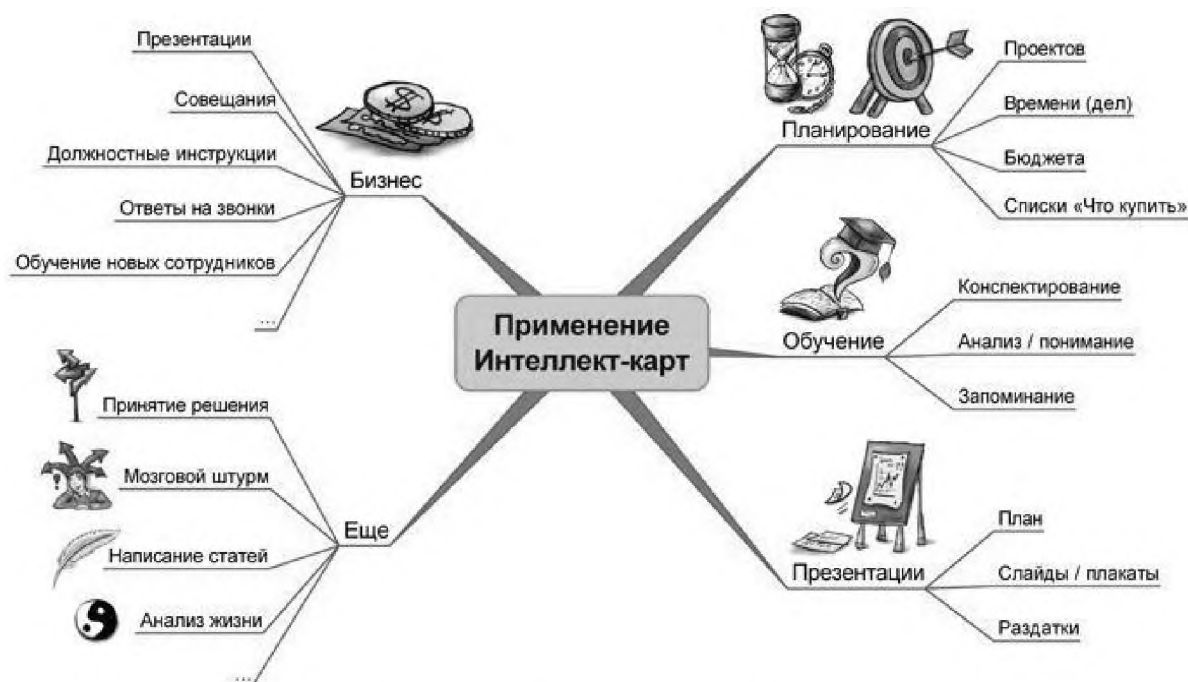 Применение
Интеллект-карт
Планирование
Проектов
Времени (дел)
Бюджета
Списки «Что купить»
Обучение
Конспектирование
Анализ / понимание
Запоминание
Презентации
План
Слайды / плакаты
Раздатки
Бизнес
Презентации
Совещания
Должностные инструкции
Ответы на звонки
Обучение новых сотрудников
...
Еще
Принятие решения
Мозговой штурм
Написание статей
Анализ жизни
...